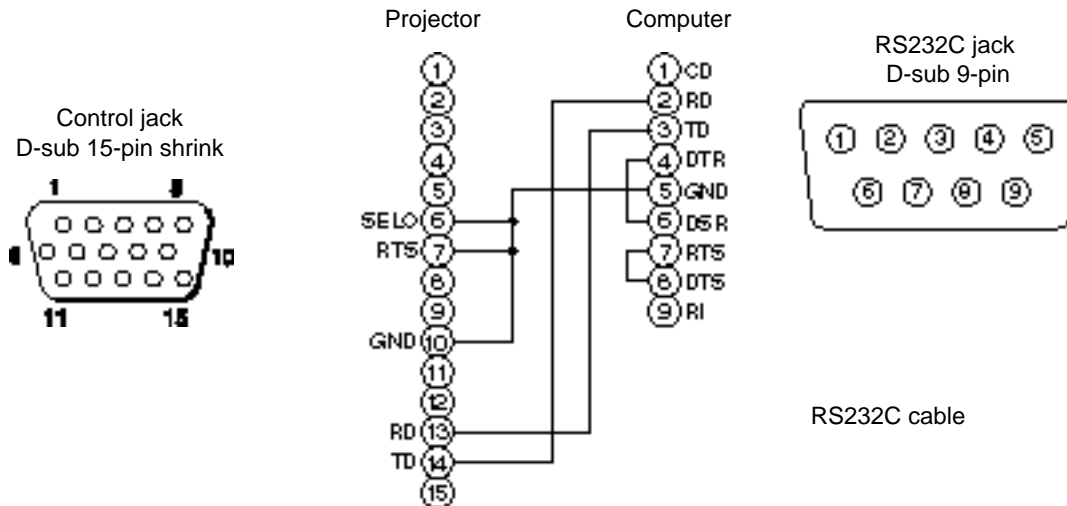 Projector
Computer
Control jack
D-sub 15-pin shrink
1 5
6 10
11 15
1
2
3
4
5
SELO 6
RTS 7
8
9
GND 10
11
12
RD 13
TD 14
15
1 CD
2 RD
3 TD
4 DTR
5 GND
6 DSR
7 RTS
8 DTS
9 RI
RS232C jack
D-sub 9-pin
1 2 3 4 5
6 7 8 9
RS232C cable